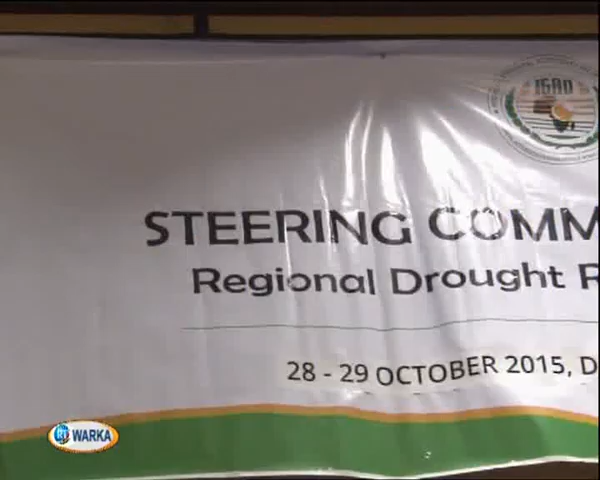 IGAD
STEERING COMM
Regional Drought R
28 - 29 OCTOBER 2015, D
WARKA